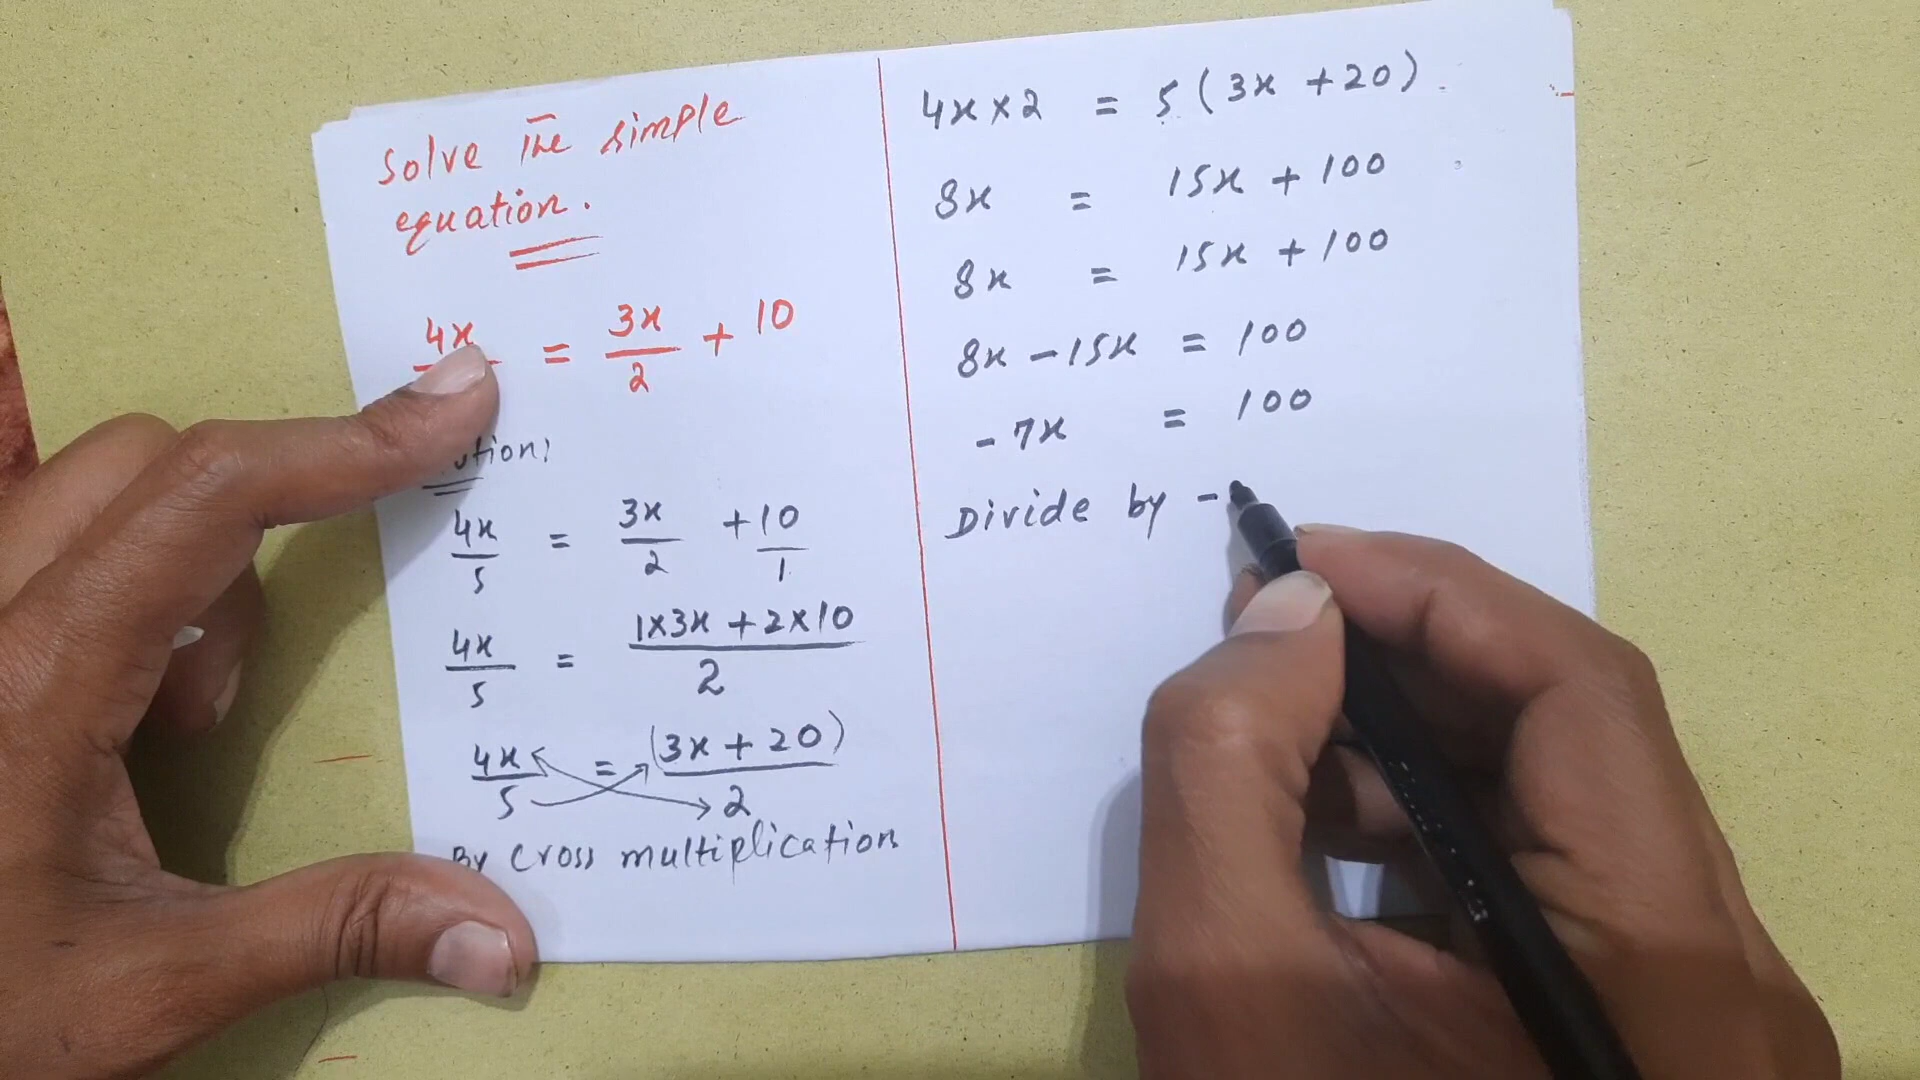 Solve the simple
equation.
4x = 3x/2 + 10
4x/5 = 3x/2 + 10/1
4x/5 = 1×3x + 2×10/2
4x/5 = (3x + 20)/2
By cross multiplication
4x×2 = 5(3x + 20).
8x = 15x + 100
8x = 15x + 100
8x - 15x = 100
-7x = 100
Divide by -